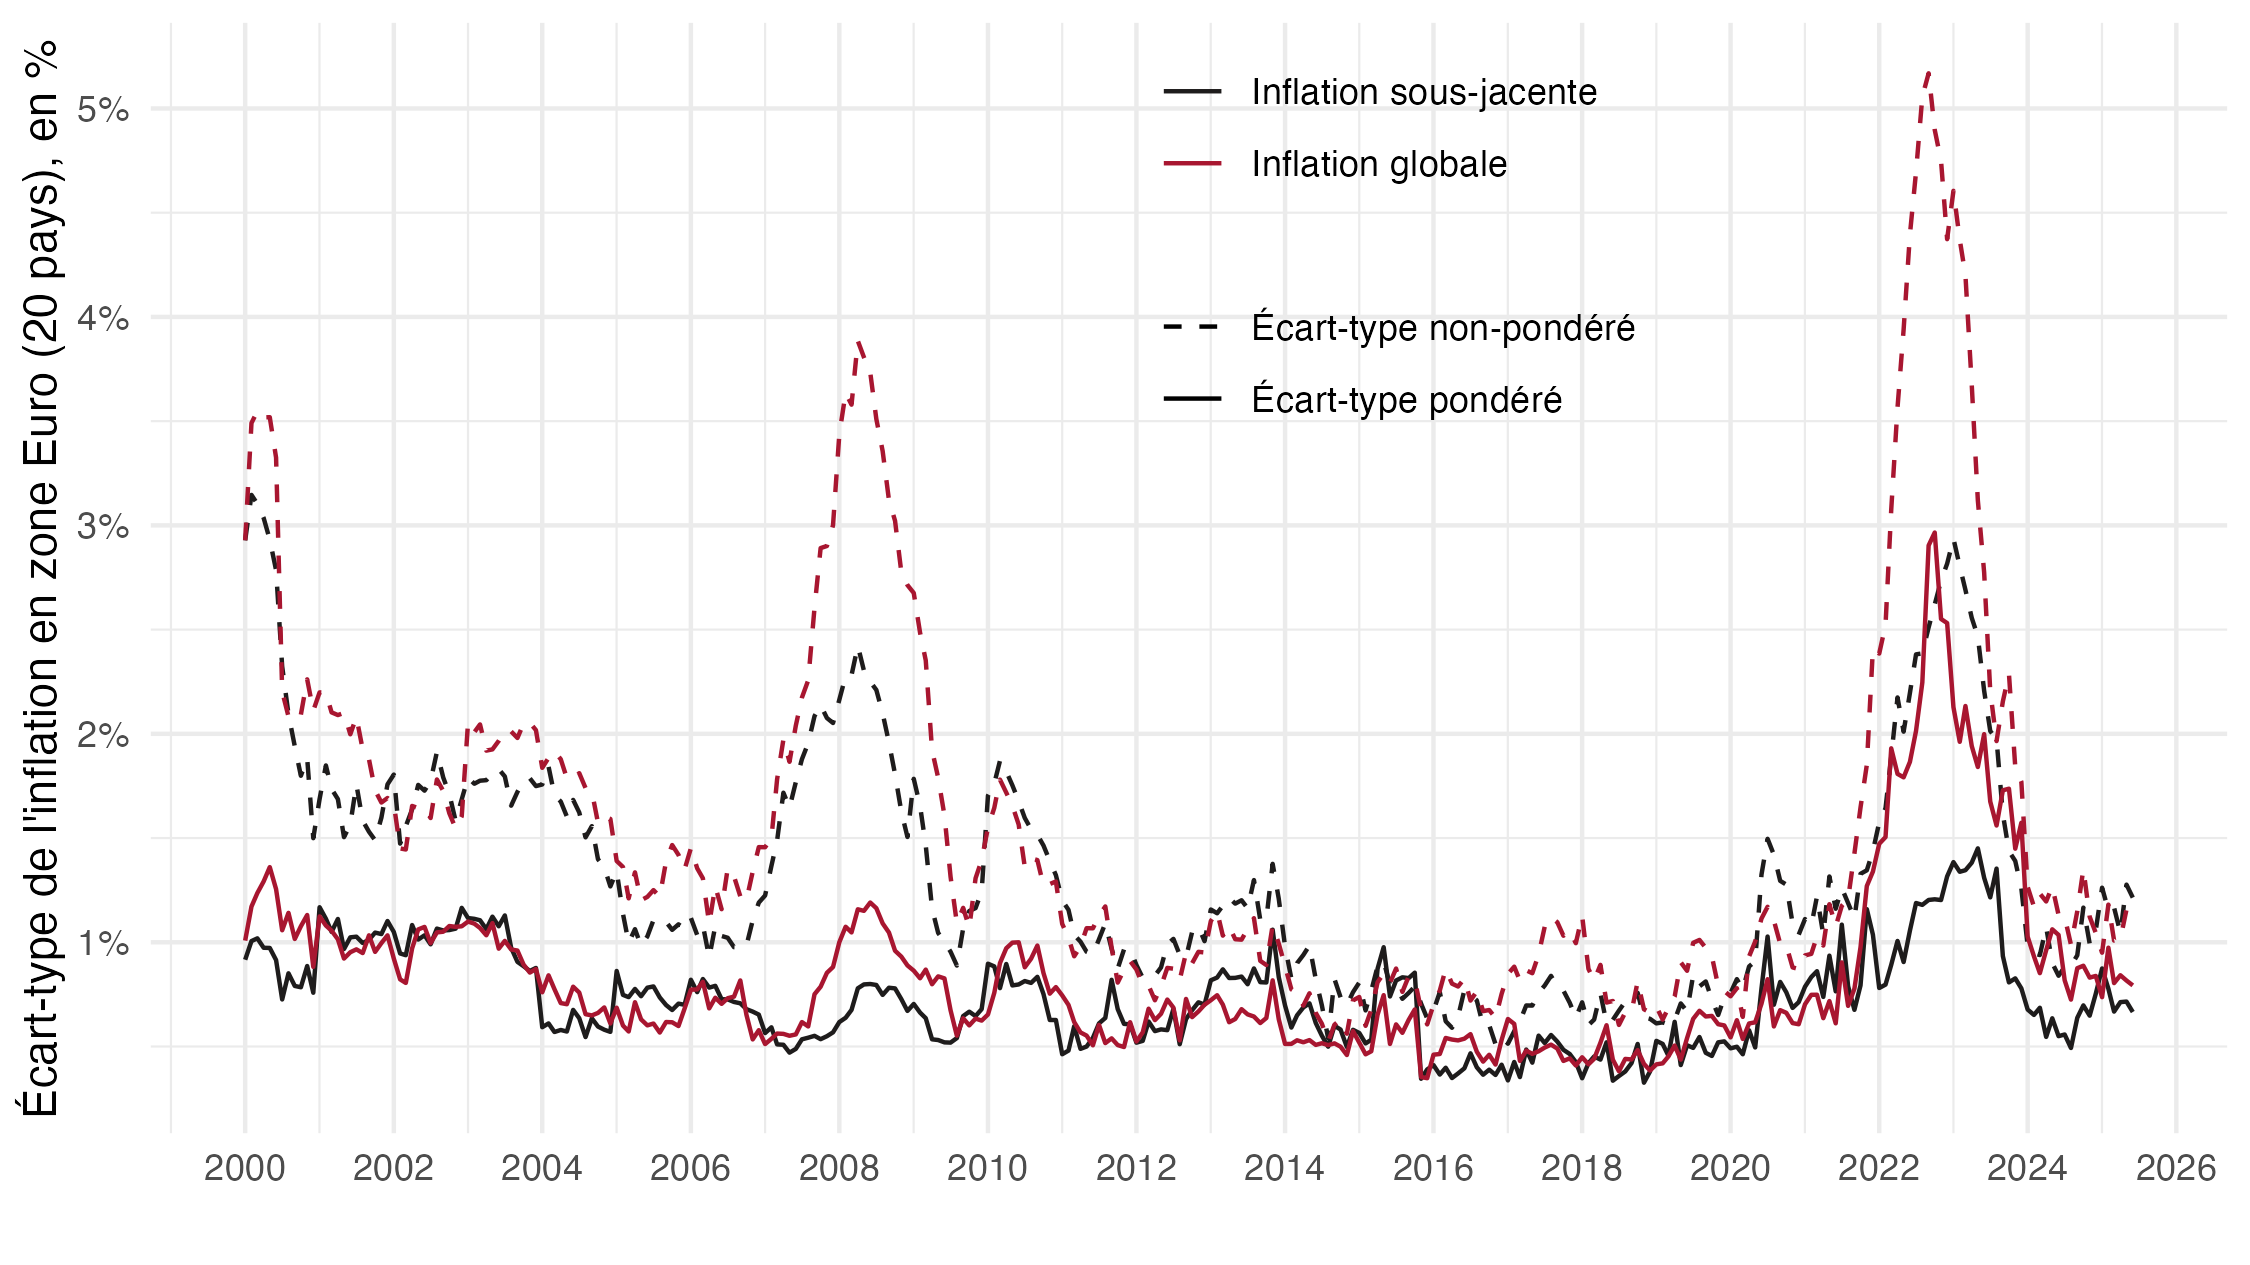 Écart-type de l'inflation en zone Euro (20 pays), en %
5%
4%
3%
2%
1%
Inflation sous-jacente
Inflation globale
Écart-type non-pondéré
Écart-type pondéré
2000 2002 2004 2006 2008 2010 2012 2014 2016 2018 2020 2022 2024 2026